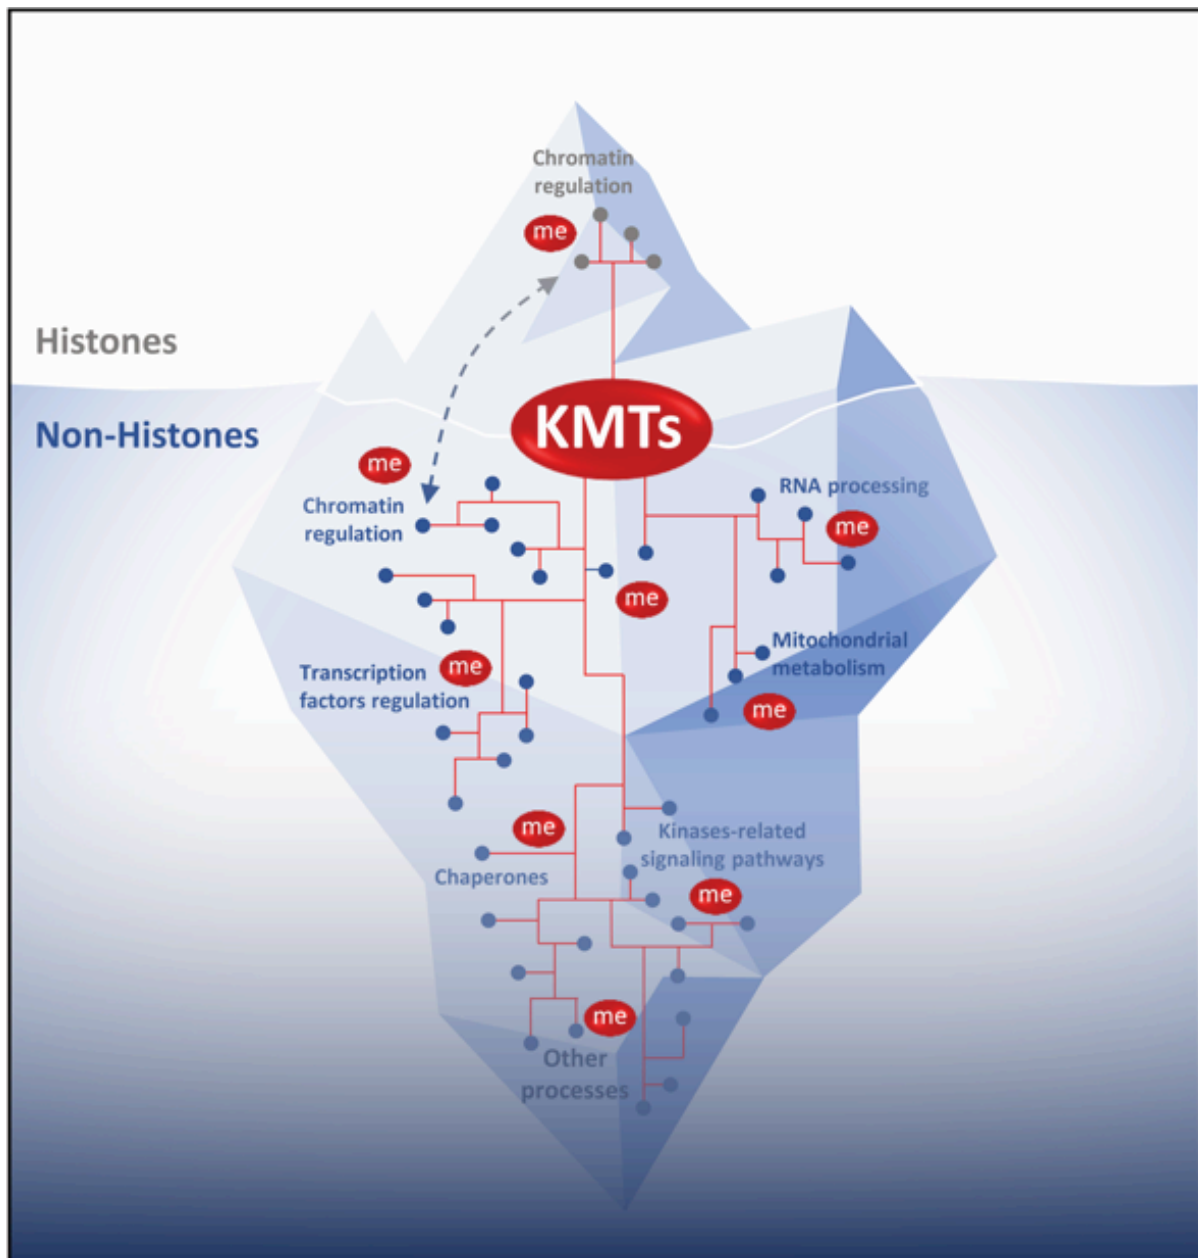 Chromatin
regulation
me
Histones
KMTs
Non-Histones
me
Chromatin
regulation
RNA processing
me
me
Transcription
factors regulation
me
Mitochondrial
metabolism
me
me
Chaperones
Kinases-related
signaling pathways
me
me
Other
processes